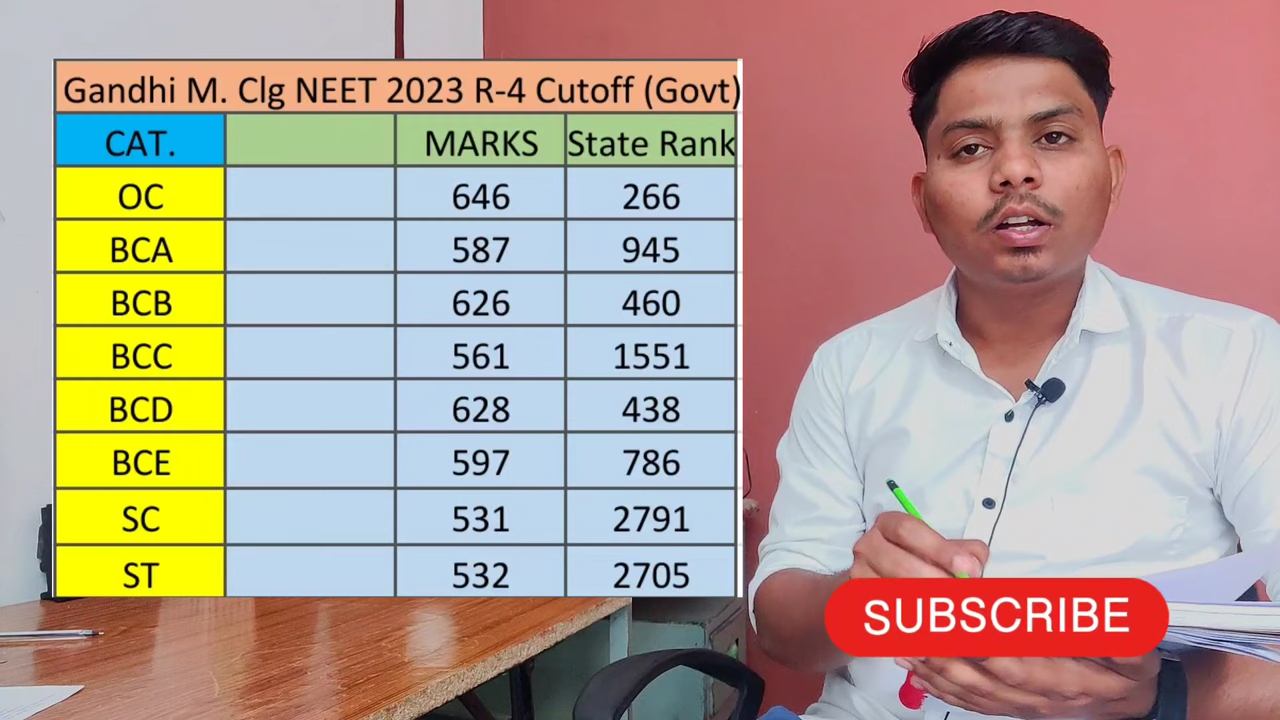 Gandhi M. Clg NEET 2023 R-4 Cutoff (Govt)
CAT. MARKS State Rank
OC 646 266
BCA 587 945
BCB 626 460
BCC 561 1551
BCD 628 438
BCE 597 786
SC 531 2791
ST 532 2705
SUBSCRIBE